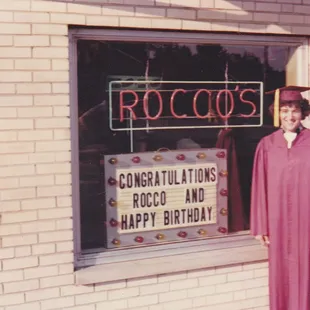 ROCCO'S
CONGRATULATIONS
ROCCO AND
HAPPY BIRTHDAY